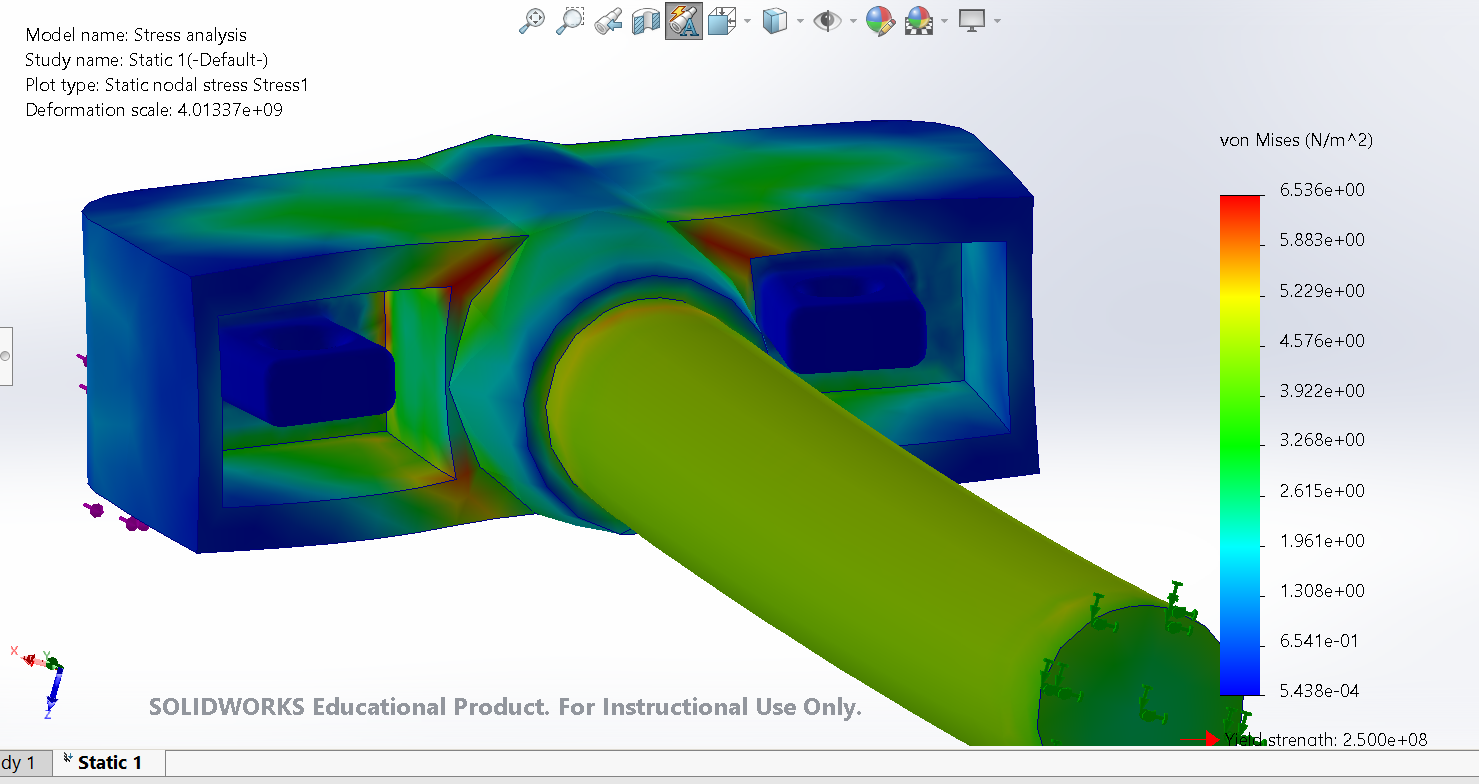 Model name: Stress analysis
Study name: Static 1(-Default-)
Plot type: Static nodal stress Stress1
Deformation scale: 4.01337e+09
von Mises (N/m^2)
6.536e+00
5.883e+00
5.229e+00
4.576e+00
3.922e+00
3.268e+00
2.615e+00
1.961e+00
1.308e+00
6.541e-01
5.438e-04
Yield strength: 2.500e+08
X
Y
Z
SOLIDWORKS Educational Product. For Instructional Use Only.
dy 1
Static 1